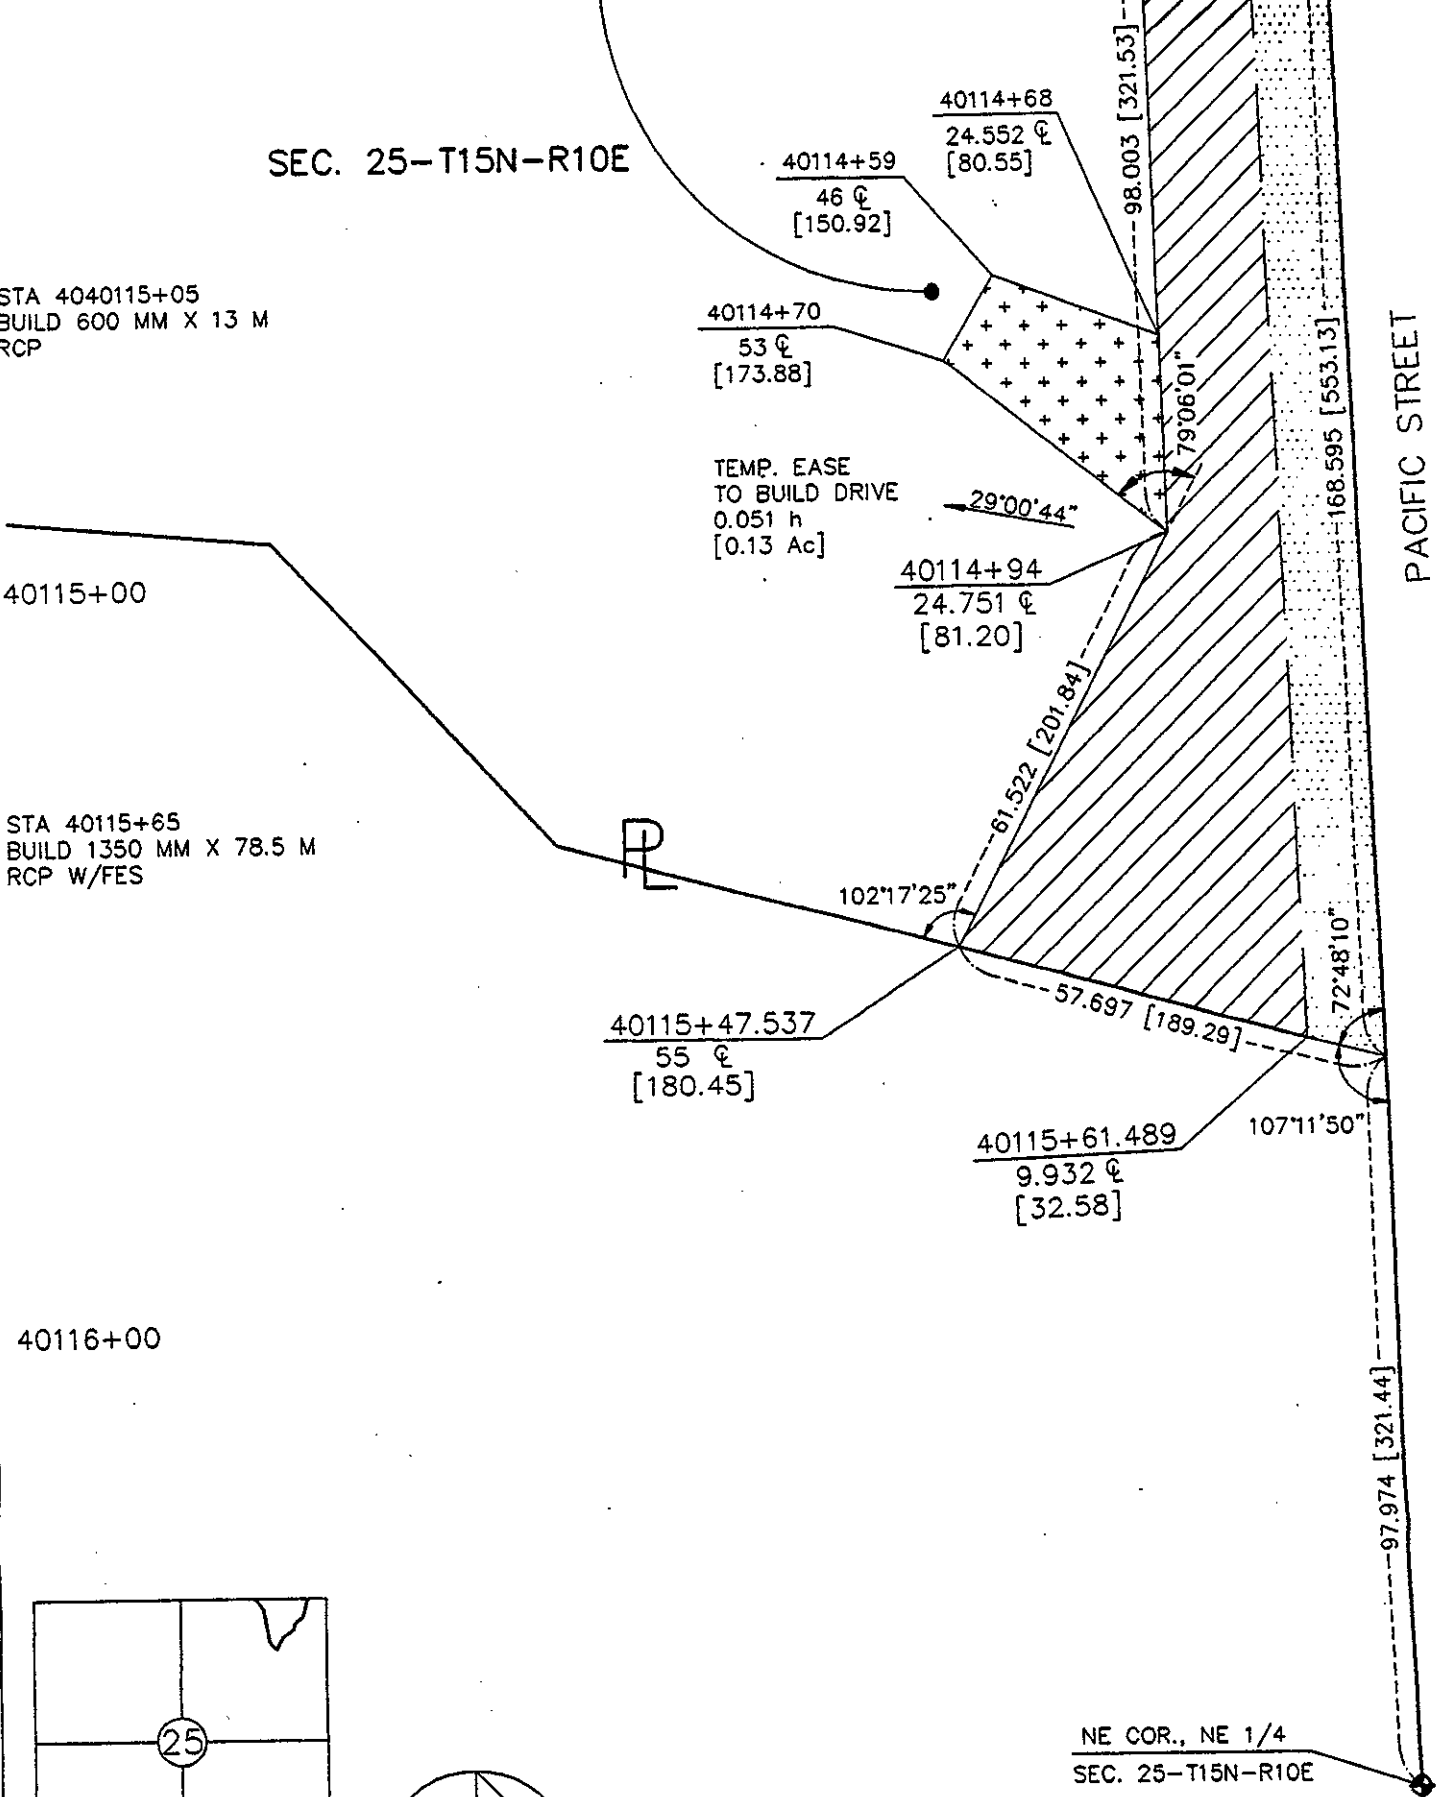 SEC. 25-T15N-R10E
40114+68
24.552 ℄
[80.55]
40114+59
46 ℄
[150.92]
98.003 [321.53]
STA 4040115+05
BUILD 600 MM X 13 M
RCP
40114+70
53 ℄
[173.88]
79°06'01"
168.595 [553.13]
PACIFIC STREET
TEMP. EASE
TO BUILD DRIVE
0.051 h
[0.13 Ac]
29°00'44"
40114+94
24.751 ℄
[81.20]
40115+00
61.522 [201.84]
STA 40115+65
BUILD 1350 MM X 78.5 M
RCP W/FES
PL
102°17'25"
72°48'10"
57.697 [189.29]
40115+47.537
55 ℄
[180.45]
107°11'50"
40115+61.489
9.932 ℄
[32.58]
40116+00
97.974 [321.44]
25
NE COR., NE 1/4
SEC. 25-T15N-R10E